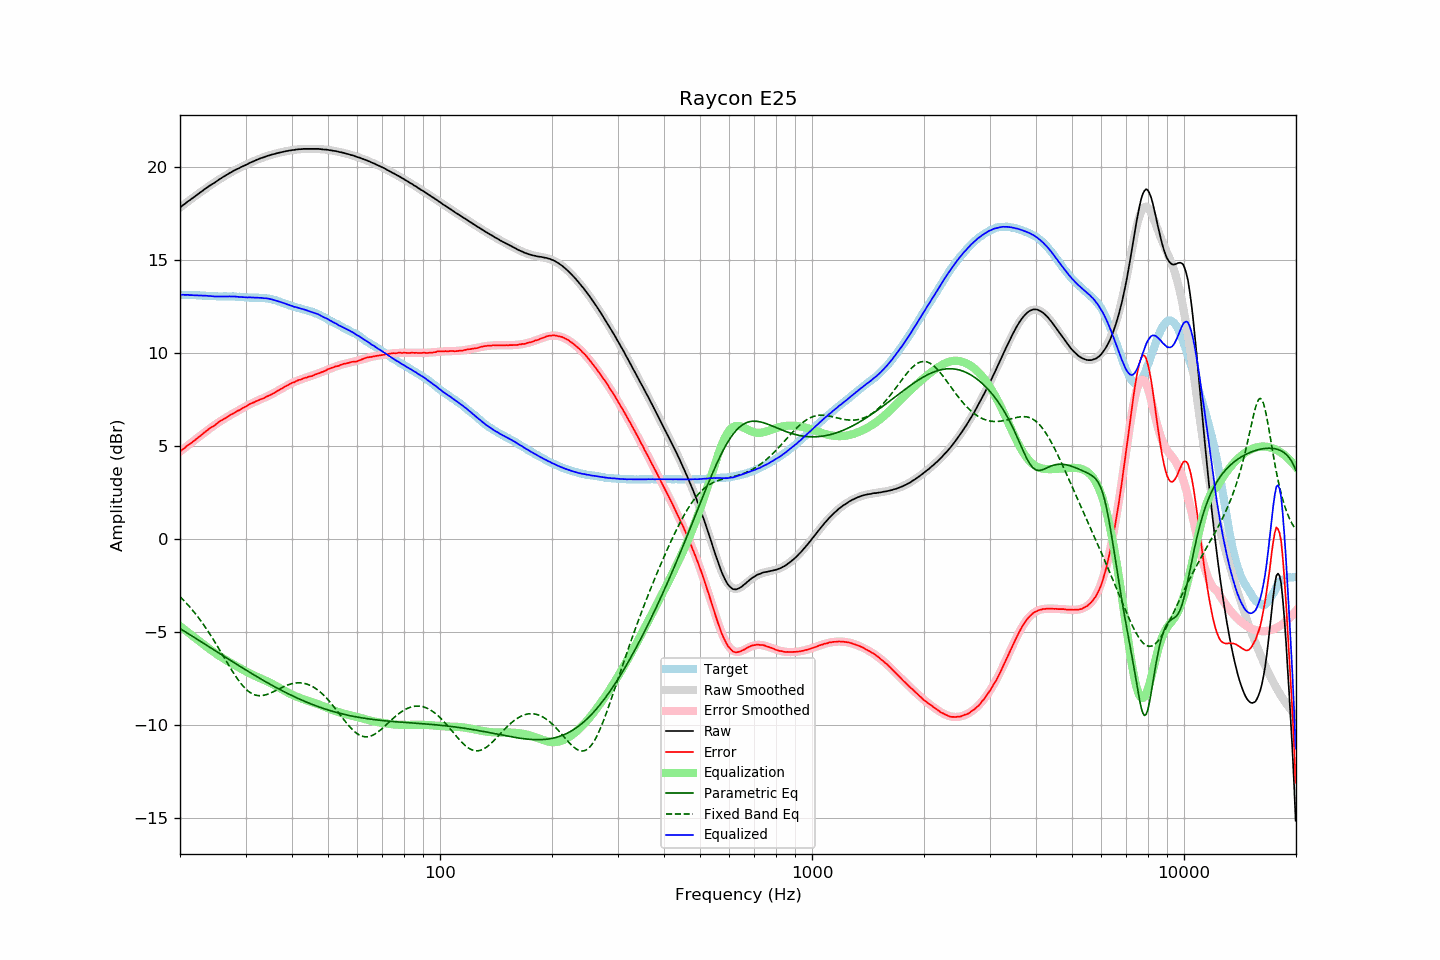 Raycon E25
20
15
10
5
0
−5
−10
−15
Amplitude (dBr)
Target
Raw Smoothed
Error Smoothed
Raw
Error
Equalization
Parametric Eq
Fixed Band Eq
Equalized
100
1000
10000
Frequency (Hz)